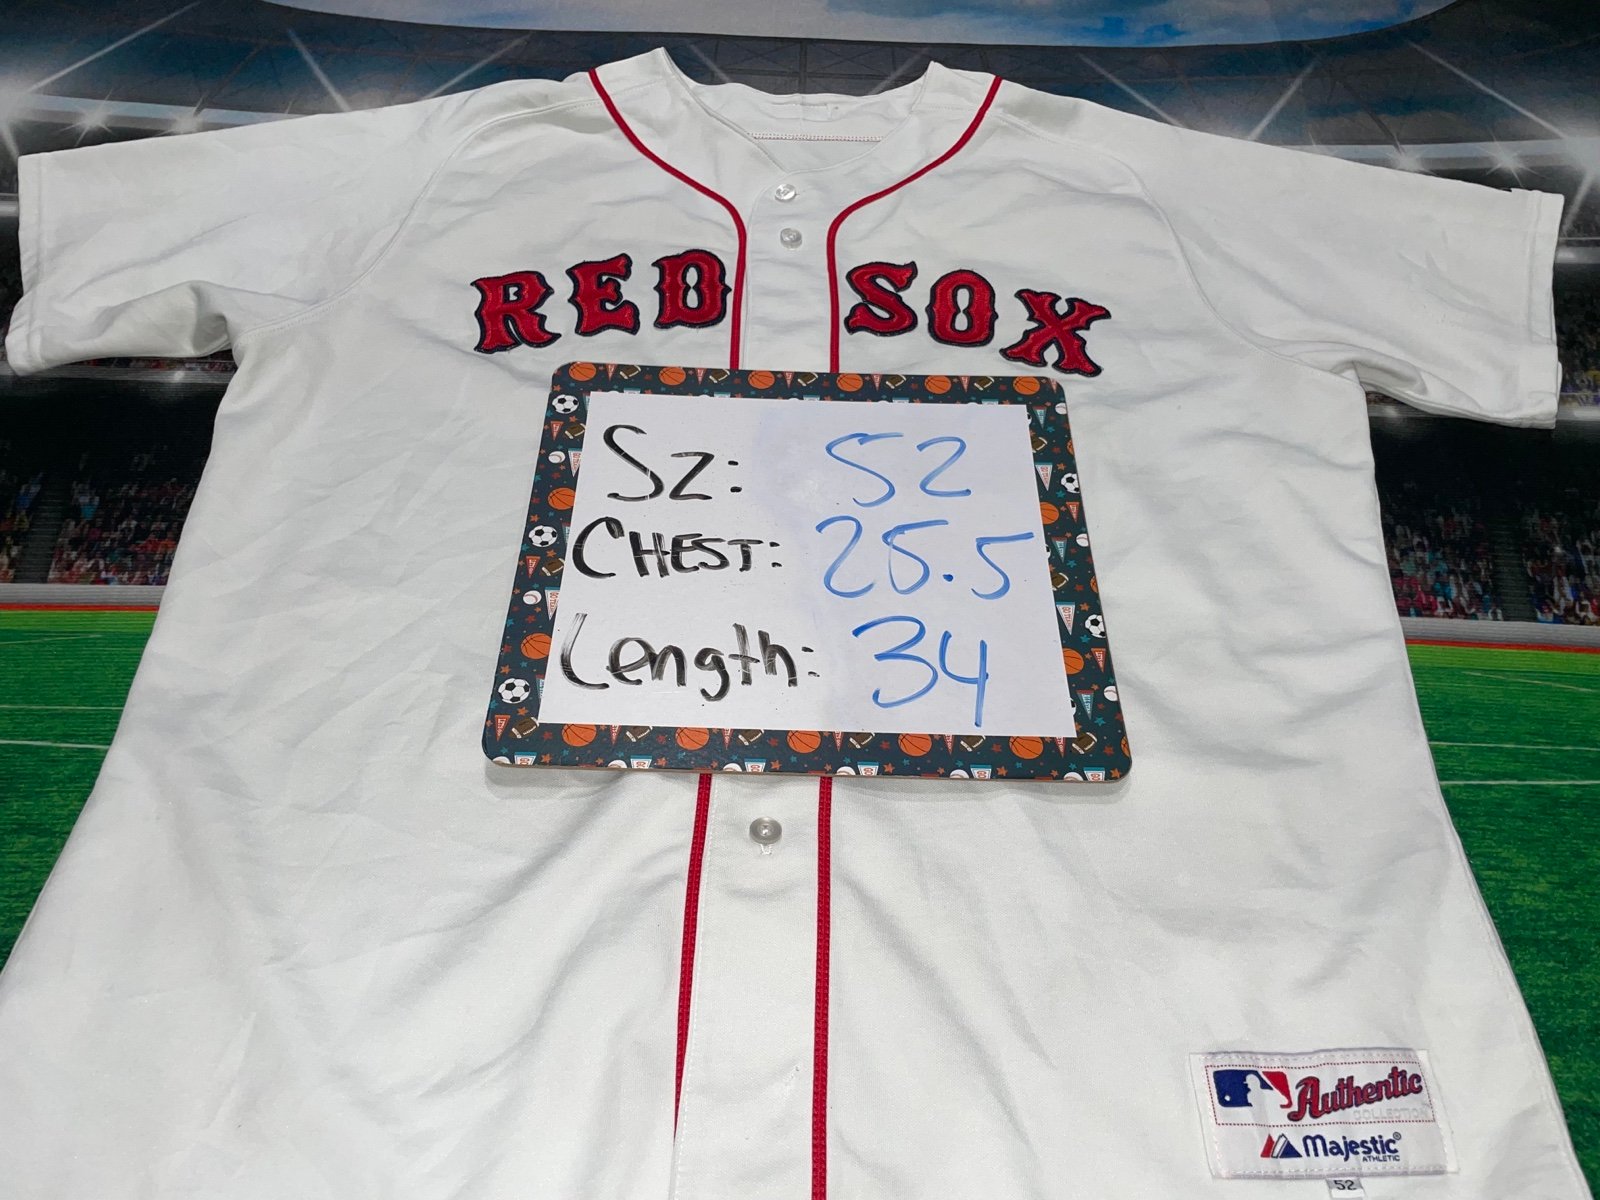 RED SOX
Sz: 52
CHEST: 25.5
Length: 34
Authentic
COLLECTION
Majestic®
ATHLETIC
52